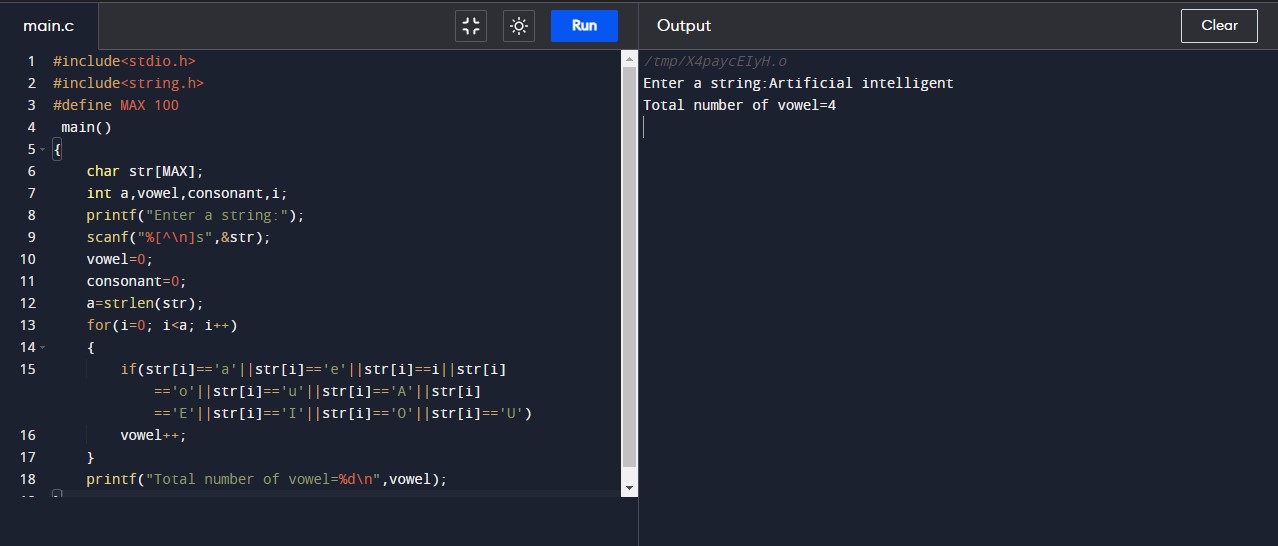 main.c
Run
Output
Clear
1 #include<stdio.h>
2 #include<string.h>
3 #define MAX 100
4 main()
5 {
6 char str[MAX];
7 int a,vowel,consonant,i;
8 printf("Enter a string:");
9 scanf("%[^\n]s",&str);
10 vowel=0;
11 consonant=0;
12 a=strlen(str);
13 for(i=0; i<a; i++)
14 {
15 if(str[i]=='a'||str[i]=='e'||str[i]==i||str[i]
=='o'||str[i]=='u'||str[i]=='A'||str[i]
=='E'||str[i]=='I'||str[i]=='O'||str[i]=='U')
16 vowel++;
17 }
18 printf("Total number of vowel=%d\n",vowel);
/tmp/X4paycEIyH.o
Enter a string:Artificial intelligent
Total number of vowel=4